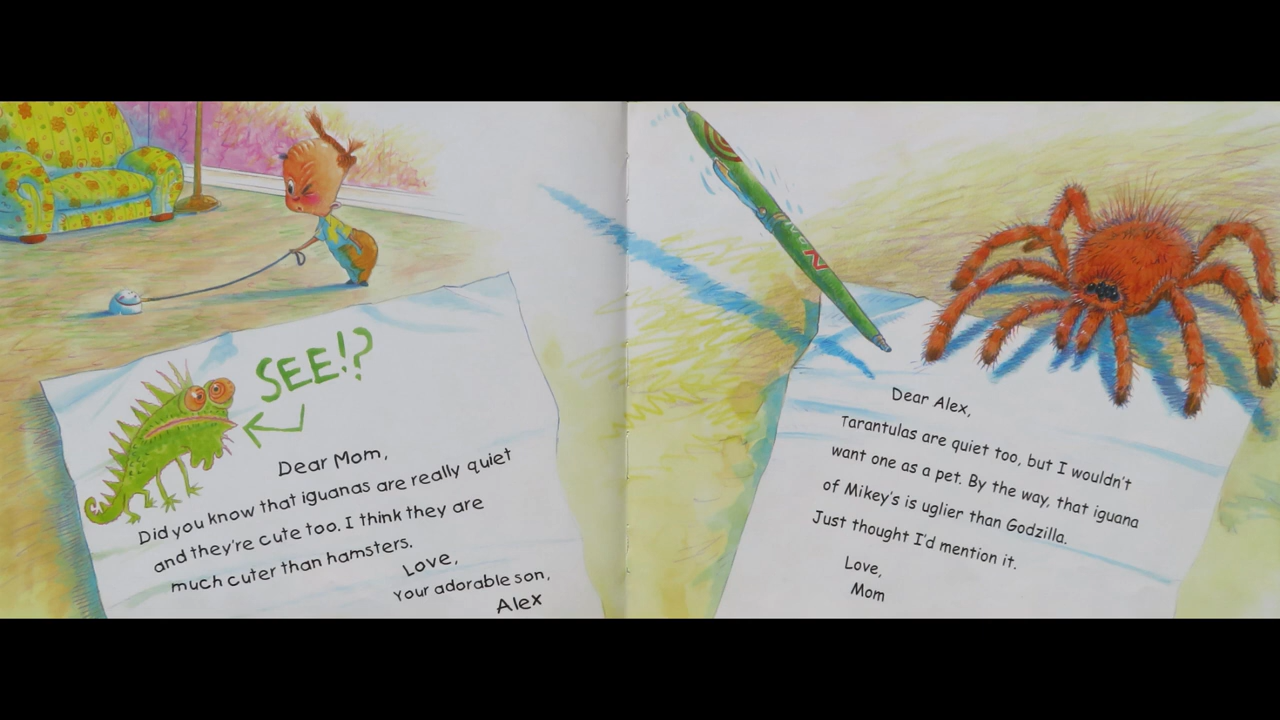 SEE!?
Dear Mom,
Did you know that iguanas are really quiet
and they're cute too. I think they are
much cuter than hamsters.
Love,
Your adorable son,
Alex
Dear Alex,
Tarantulas are quiet too, but I wouldn't
want one as a pet. By the way, that iguana
of Mikey's is uglier than Godzilla.
Just thought I'd mention it.
Love,
Mom